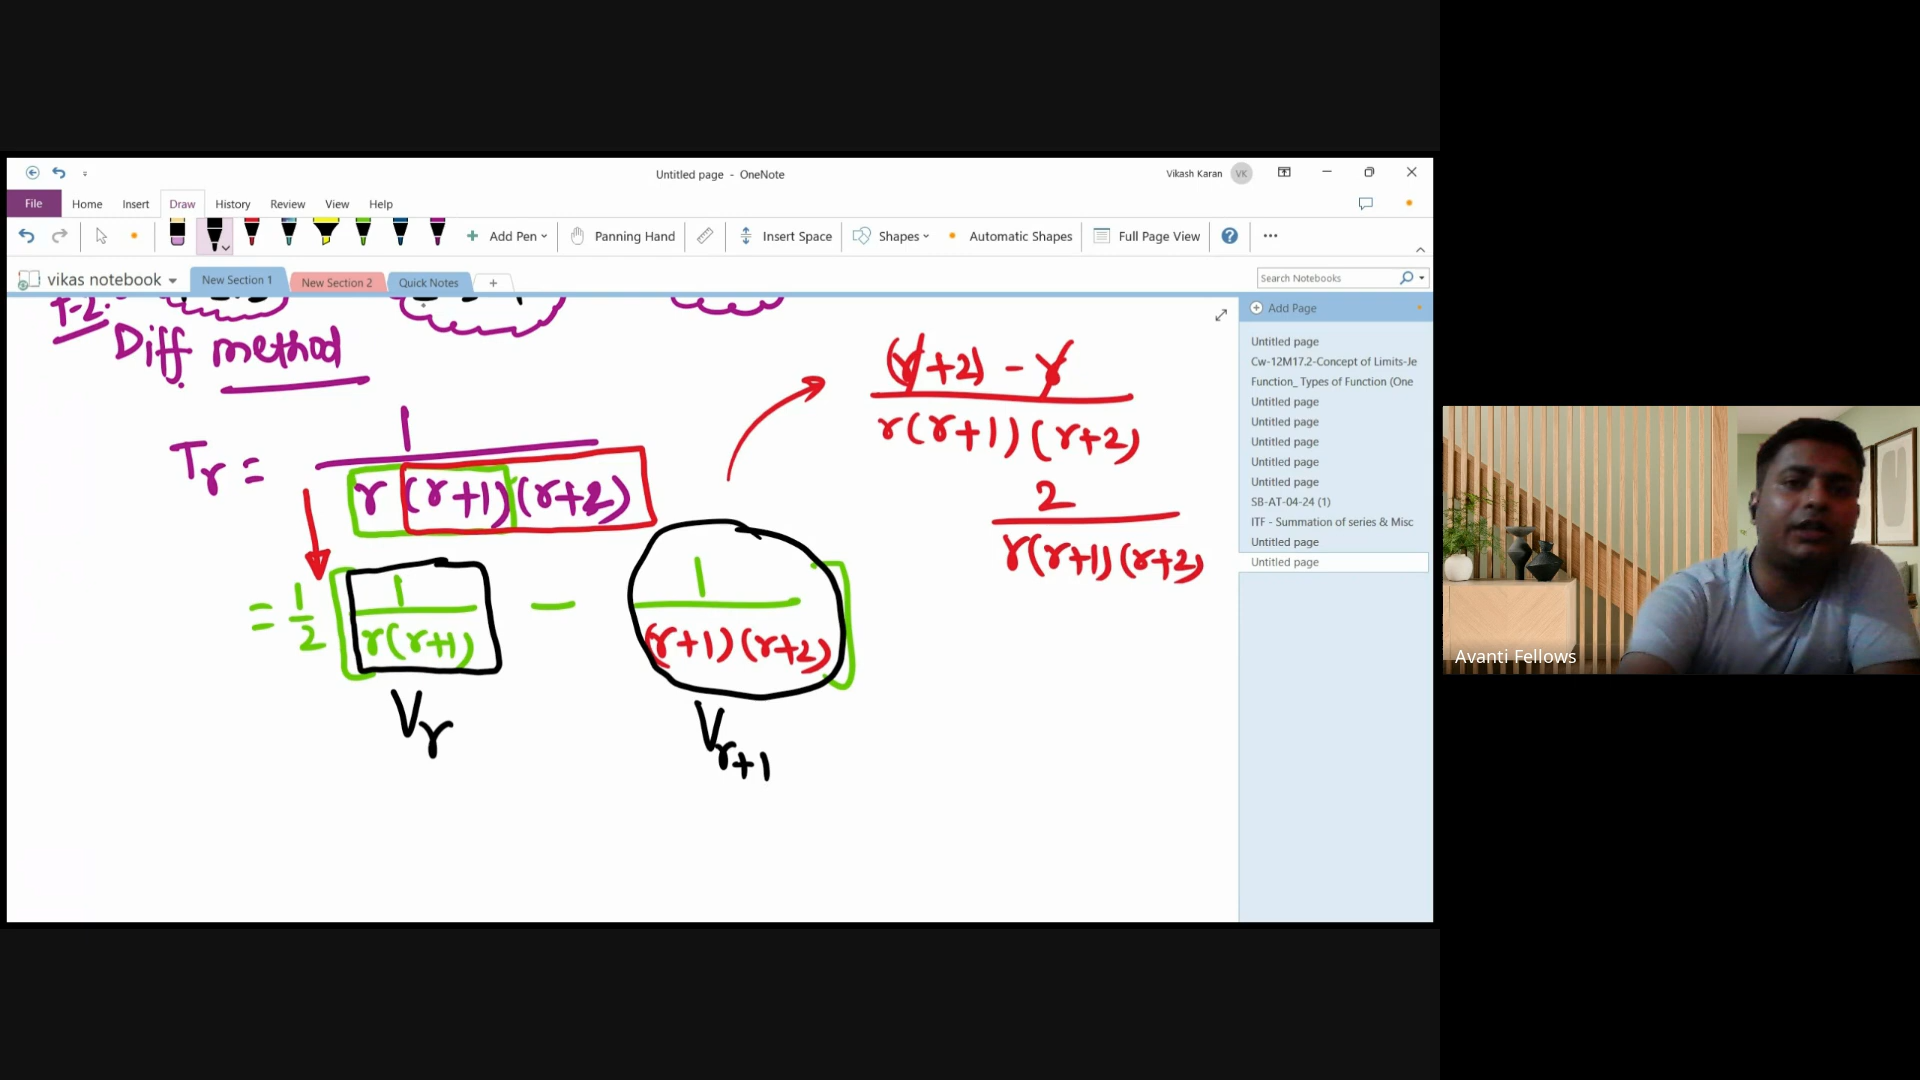 Untitled page - OneNote
Vikash Karan VK
File Home Insert Draw History Review View Help
+ Add Pen Panning Hand Insert Space Shapes Automatic Shapes Full Page View ? ...
vikas notebook New Section 1 New Section 2 Quick Notes + Search Notebooks
Add Page
Untitled page
Cw-12M17.2-Concept of Limits-Je
Function_ Types of Function (One
Untitled page
Untitled page
Untitled page
Untitled page
Untitled page
SB-AT-04-24 (1)
ITF - Summation of series & Misc
Untitled page
Untitled page
Diff. method
T_r = 1 / r(r+1)(r+2)
(r+2) - r / r(r+1)(r+2)
2 / r(r+1)(r+2)
= 1/2 [ 1 / r(r+1) - 1 / (r+1)(r+2) ]
V_r V_{r+1}
Avanti Fellows